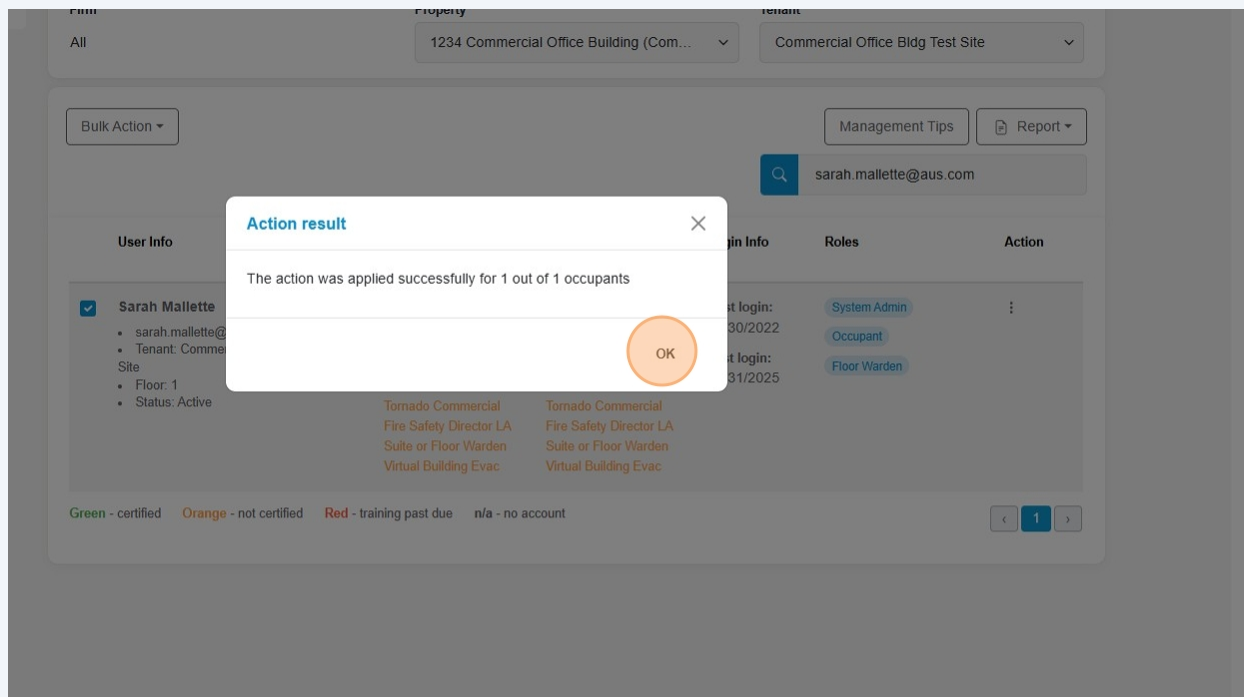 Firm Property Tenant
All 1234 Commercial Office Building (Com... Commercial Office Bldg Test Site
Bulk Action Management Tips Report
sarah.mallette@aus.com
Action result
The action was applied successfully for 1 out of 1 occupants
OK
User Info gin Info Roles Action
Sarah Mallette
sarah.mallette@
Tenant: Commer
Site
Floor: 1
Status: Active
Tornado Commercial
Fire Safety Director LA
Suite or Floor Warden
Virtual Building Evac
Tornado Commercial
Fire Safety Director LA
Suite or Floor Warden
Virtual Building Evac
st login:
30/2022
t login:
31/2025
System Admin
Occupant
Floor Warden
Green - certified Orange - not certified Red - training past due n/a - no account
‹ 1 ›